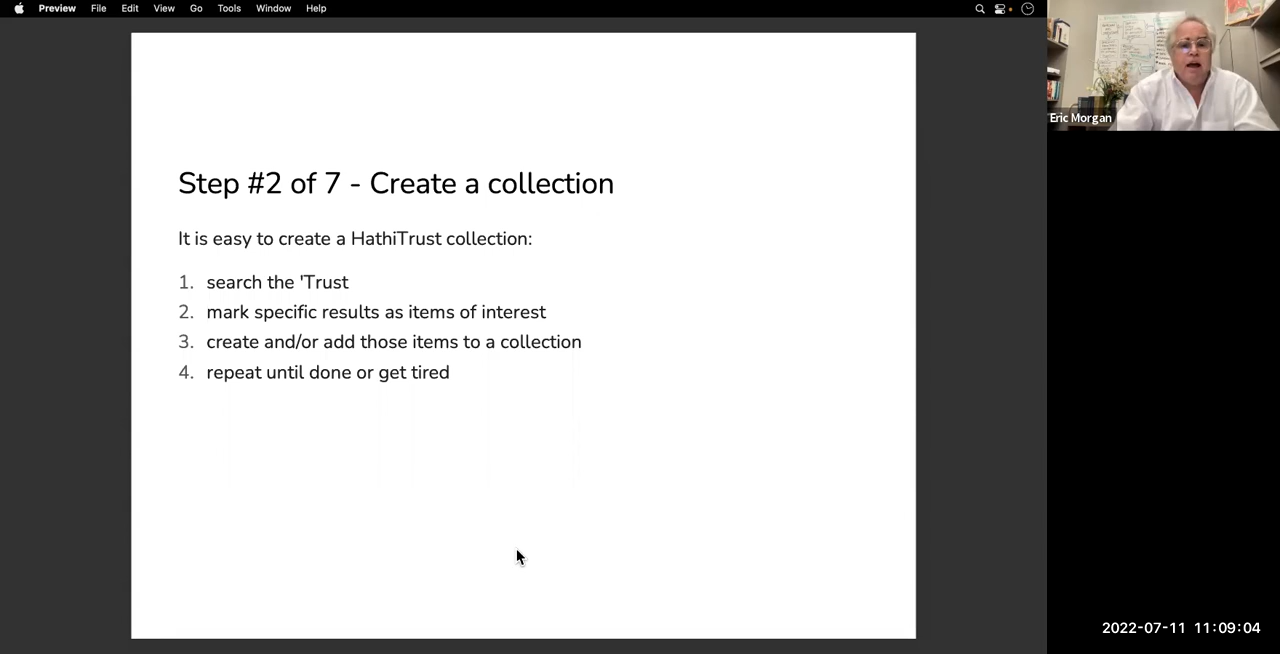 Preview File Edit View Go Tools Window Help
Step #2 of 7 - Create a collection
It is easy to create a HathiTrust collection:
1. search the 'Trust
2. mark specific results as items of interest
3. create and/or add those items to a collection
4. repeat until done or get tired
Eric Morgan
2022-07-11 11:09:04